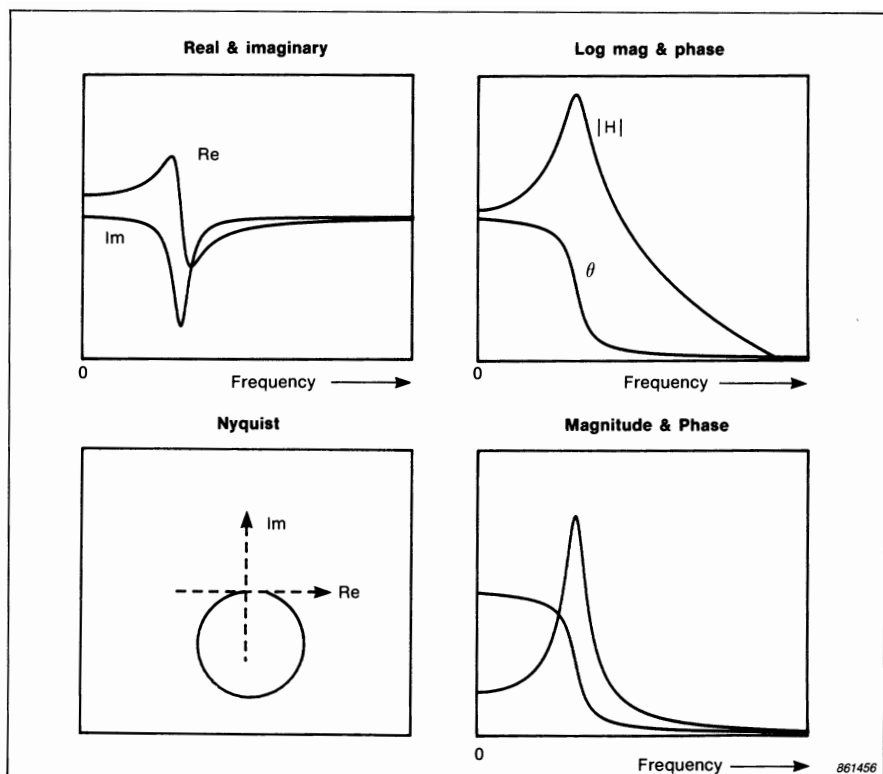 Real & imaginary
Re
Im
0
Frequency
Log mag & phase
|H|
θ
0
Frequency
Nyquist
Im
Re
Magnitude & Phase
0
Frequency
861456